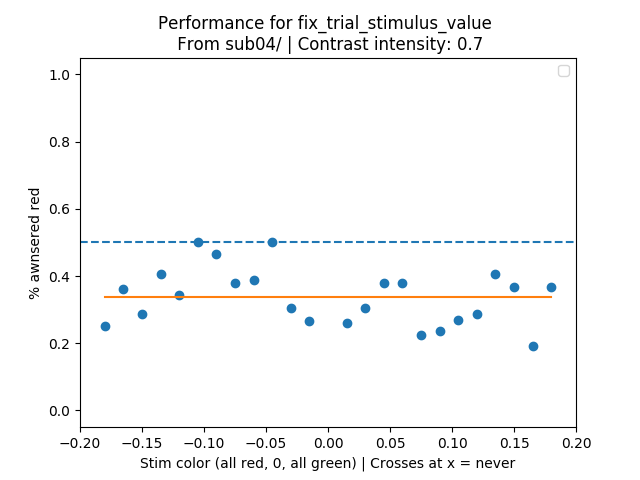 Performance for fix_trial_stimulus_value
From sub04/ | Contrast intensity: 0.7
1.0
0.8
0.6
0.4
0.2
0.0
% awnsered red
−0.20 −0.15 −0.10 −0.05 0.00 0.05 0.10 0.15 0.20
Stim color (all red, 0, all green) | Crosses at x = never